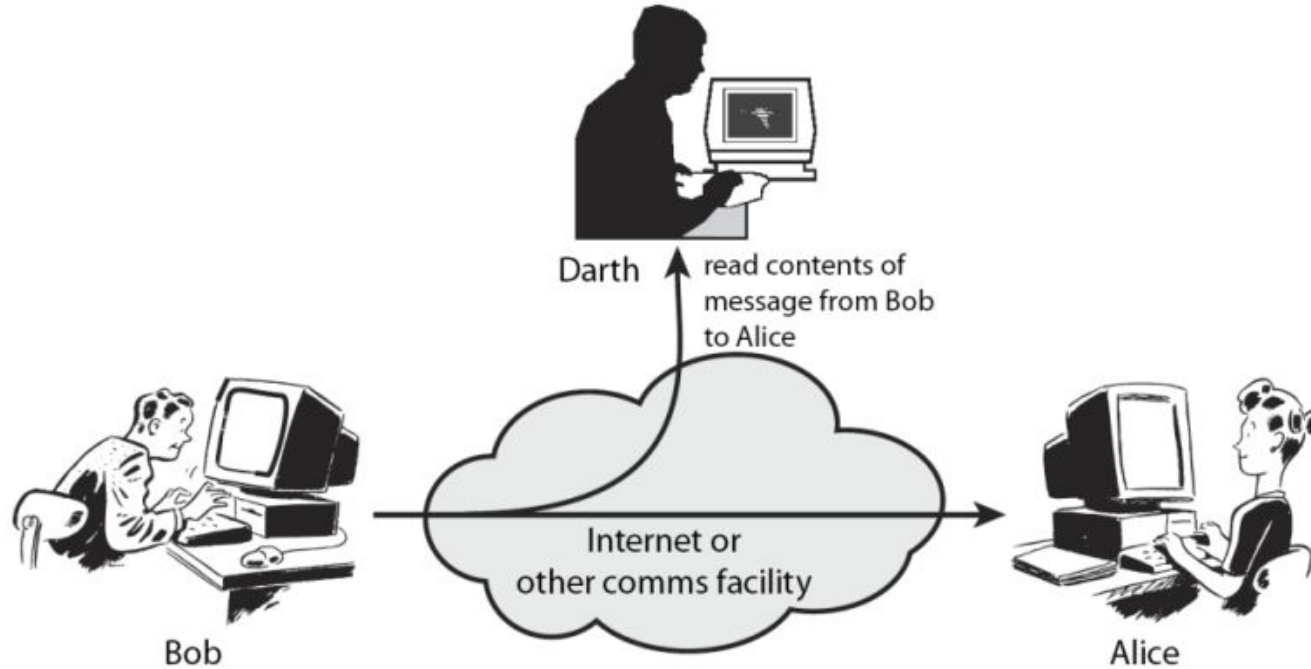 Darth
read contents of
message from Bob
to Alice
Internet or
other comms facility
Bob
Alice